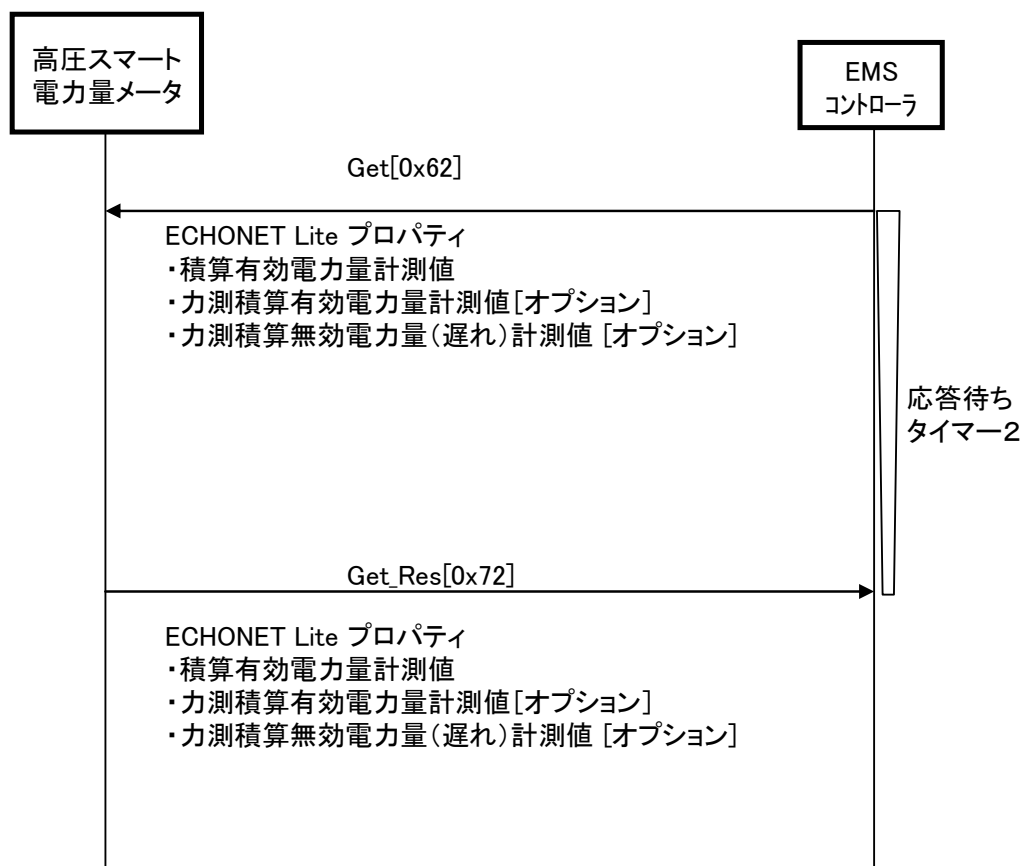 高圧スマート
電力量メータ
EMS
コントローラ
Get[0x62]
ECHONET Lite プロパティ
・積算有効電力量計測値
・力測積算有効電力量計測値[オプション]
・力測積算無効電力量(遅れ)計測値 [オプション]
応答待ち
タイマー2
Get_Res[0x72]
ECHONET Lite プロパティ
・積算有効電力量計測値
・力測積算有効電力量計測値[オプション]
・力測積算無効電力量(遅れ)計測値 [オプション]